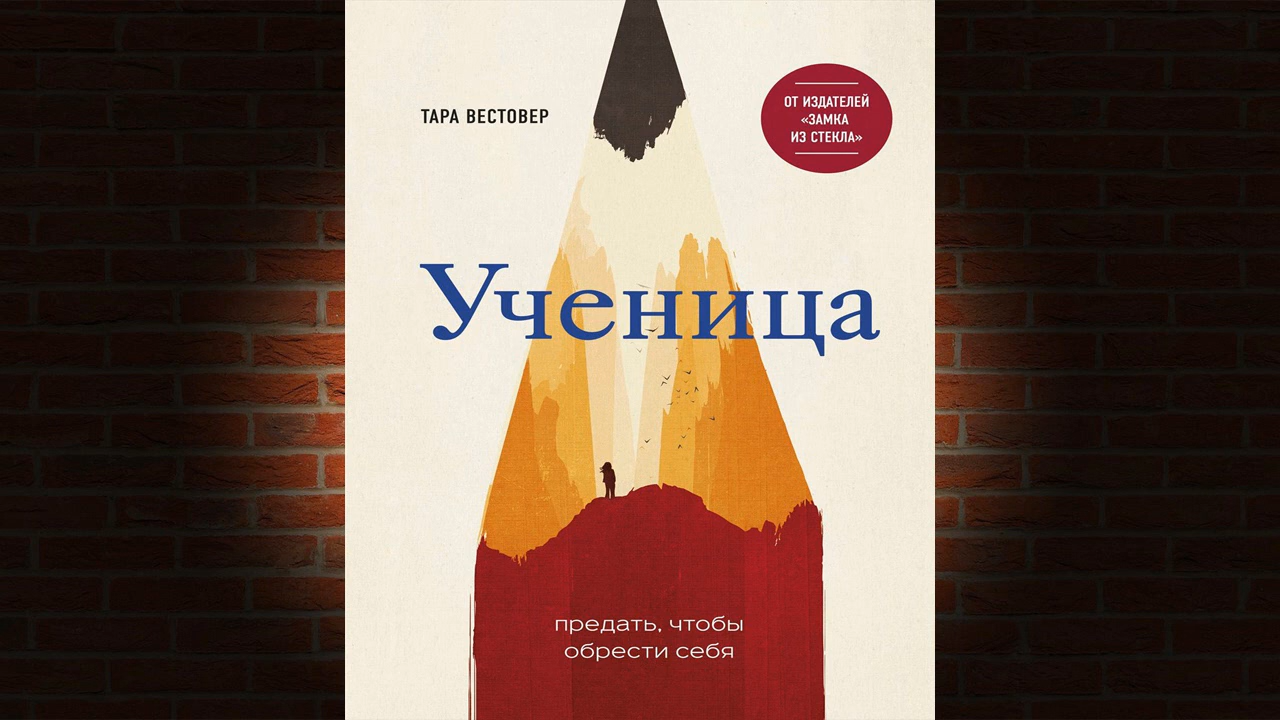 ТАРА ВЕСТОВЕР
ОТ ИЗДАТЕЛЕЙ
«ЗАМКА
ИЗ СТЕКЛА»
Ученица
предать, чтобы
обрести себя